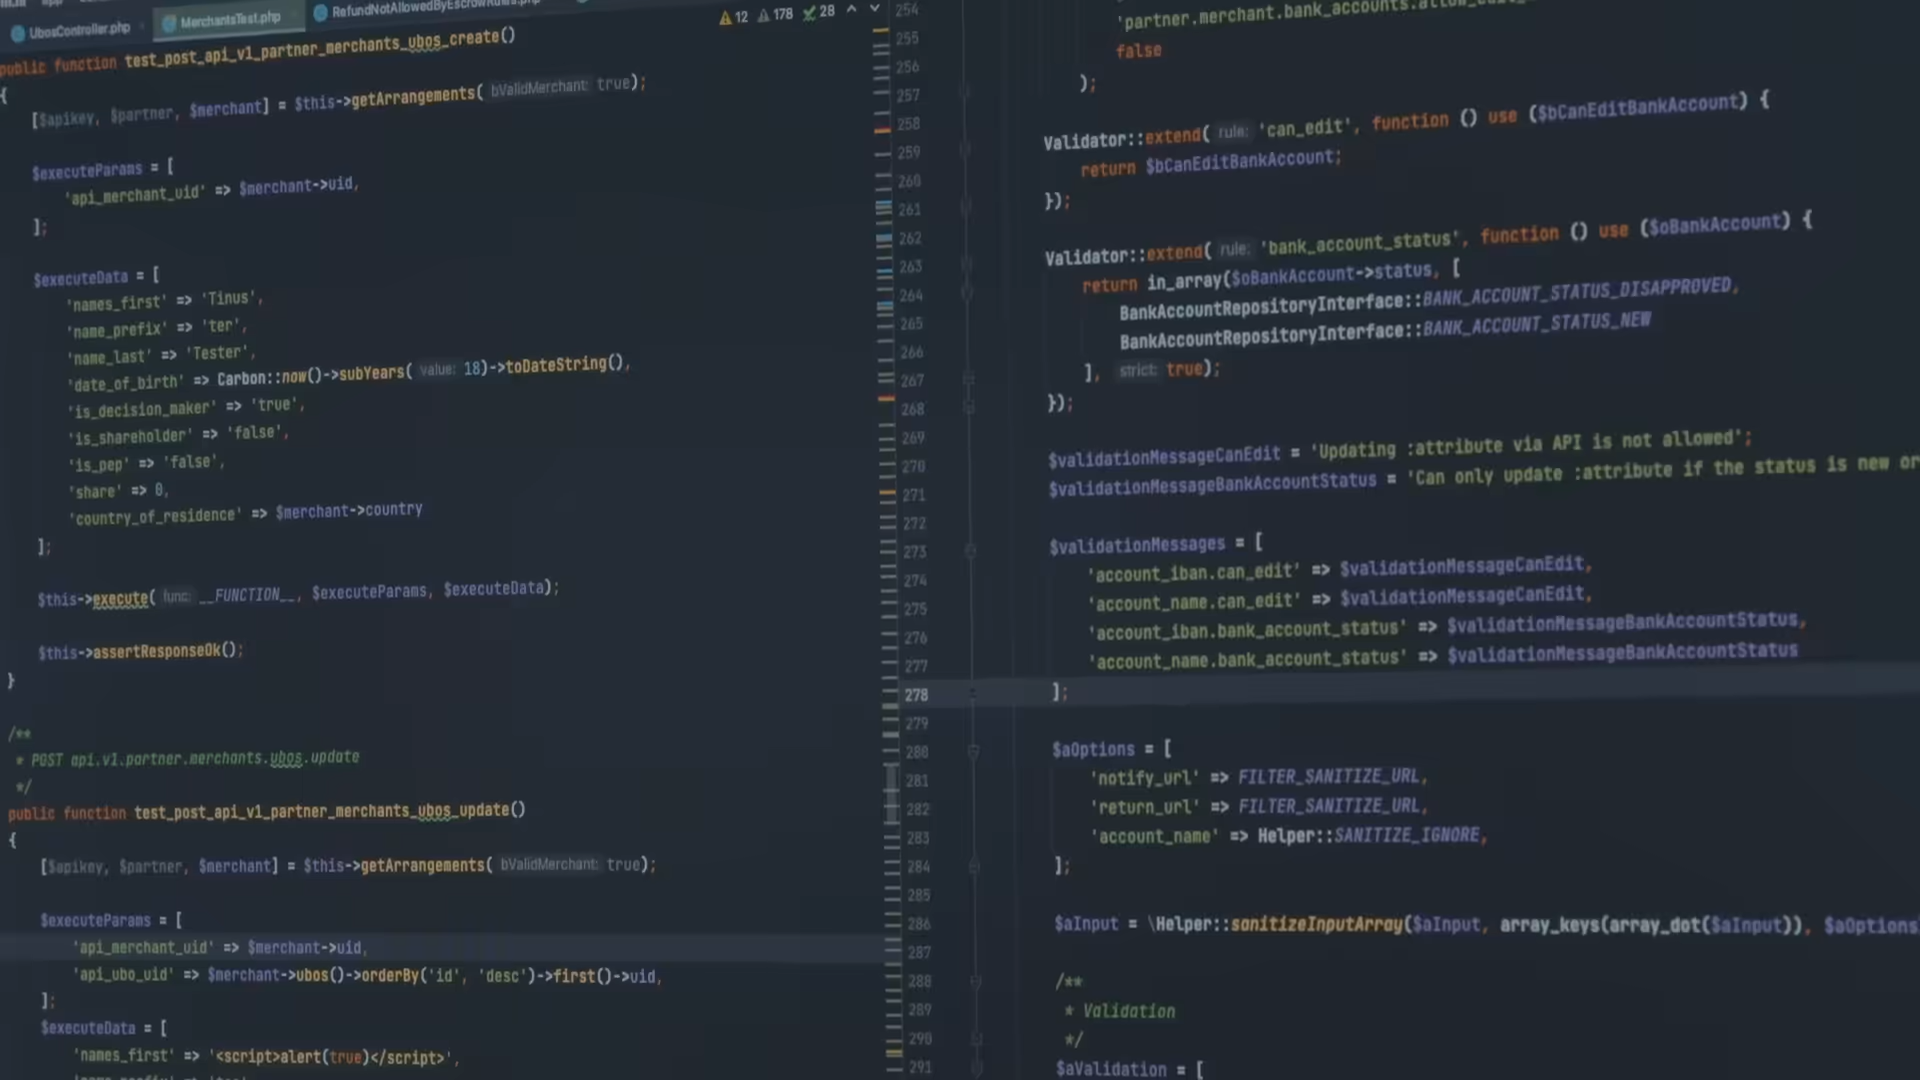 UbosController.php
MerchantsTest.php
RefundNotAllowedByEscrowRules.php
12 178 28
public function test_post_api_v1_partner_merchants_ubos_create()
{
[$apikey, $partner, $merchant] = $this->getArrangements( bValidMerchant: true);
$executeParams = [
'api_merchant_uid' => $merchant->uid,
];
$executeData = [
'names_first' => 'Tinus',
'name_prefix' => 'ter',
'name_last' => 'Tester',
'date_of_birth' => Carbon::now()->subYears( value: 18)->toDateString(),
'is_decision_maker' => 'true',
'is_shareholder' => 'false',
'is_pep' => 'false',
'share' => 0,
'country_of_residence' => $merchant->country
];
$this->execute( func: __FUNCTION__, $executeParams, $executeData);
$this->assertResponseOk();
}
/**
* POST api.v1.partner.merchants.ubos.update
*/
public function test_post_api_v1_partner_merchants_ubos_update()
{
[$apikey, $partner, $merchant] = $this->getArrangements( bValidMerchant: true);
$executeParams = [
'api_merchant_uid' => $merchant->uid,
'api_ubo_uid' => $merchant->ubos()->orderBy('id', 'desc')->first()->uid,
];
$executeData = [
'names_first' => '<script>alert(true)</script>',
254
255 'partner.merchant.bank_accounts.
256 false
257 );
258
259 Validator::extend( rule: 'can_edit', function () use ($bCanEditBankAccount) {
260 return $bCanEditBankAccount;
261 });
262
263 Validator::extend( rule: 'bank_account_status', function () use ($oBankAccount) {
264 return in_array($oBankAccount->status, [
265 BankAccountRepositoryInterface::BANK_ACCOUNT_STATUS_DISAPPROVED,
266 BankAccountRepositoryInterface::BANK_ACCOUNT_STATUS_NEW
267 ], strict: true);
268 });
269
270 $validationMessageCanEdit = 'Updating :attribute via API is not allowed';
271 $validationMessageBankAccountStatus = 'Can only update :attribute if the status is new or
272
273 $validationMessages = [
274 'account_iban.can_edit' => $validationMessageCanEdit,
275 'account_name.can_edit' => $validationMessageCanEdit,
276 'account_iban.bank_account_status' => $validationMessageBankAccountStatus,
277 'account_name.bank_account_status' => $validationMessageBankAccountStatus
278 ];
279
280 $aOptions = [
281 'notify_url' => FILTER_SANITIZE_URL,
282 'return_url' => FILTER_SANITIZE_URL,
283 'account_name' => Helper::SANITIZE_IGNORE,
284 ];
285
286 $aInput = \Helper::sanitizeInputArray($aInput, array_keys(array_dot($aInput)), $aOptions
287
288 /**
289 * Validation
290 */
291 $aValidation = [